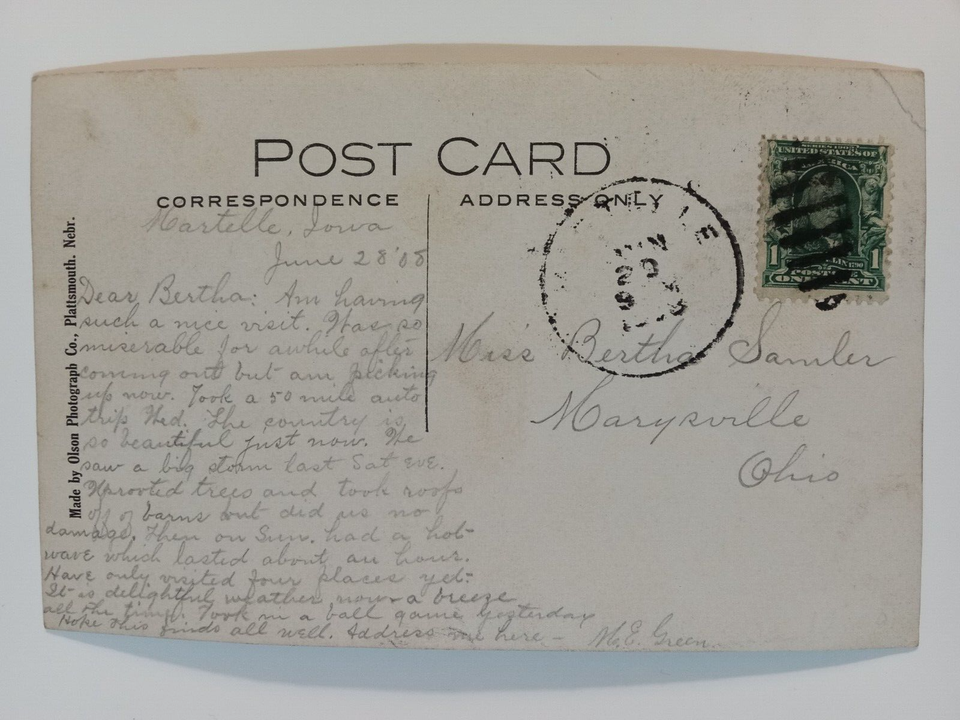 POST CARD
CORRESPONDENCE
ADDRESS ONLY
Made by Olson Photograph Co., Plattsmouth. Nebr.
Martelle, Iowa
June 28 '08
Dear Bertha: Am having
such a nice visit. Was so
miserable for awhile after
coming out but am picking
up now. Took a 50 mile auto
trip Wed. The country is
so beautiful just now. We
saw a big storm last Sat eve.
Uprooted trees and took roofs
off of barns but did us no
damage. Then on Sun. had a hot
wave which lasted about an hour.
Have only visited four places yet.
It is delightful weather now - a breeze
all the time. Took in a ball game yesterday
Hope this finds all well. Address me here - M.E. Green.
Miss Bertha Samler
Marysville
Ohio
SERIES 1902
UNITED STATES OF
AMERICA
1 1
ONE CENT